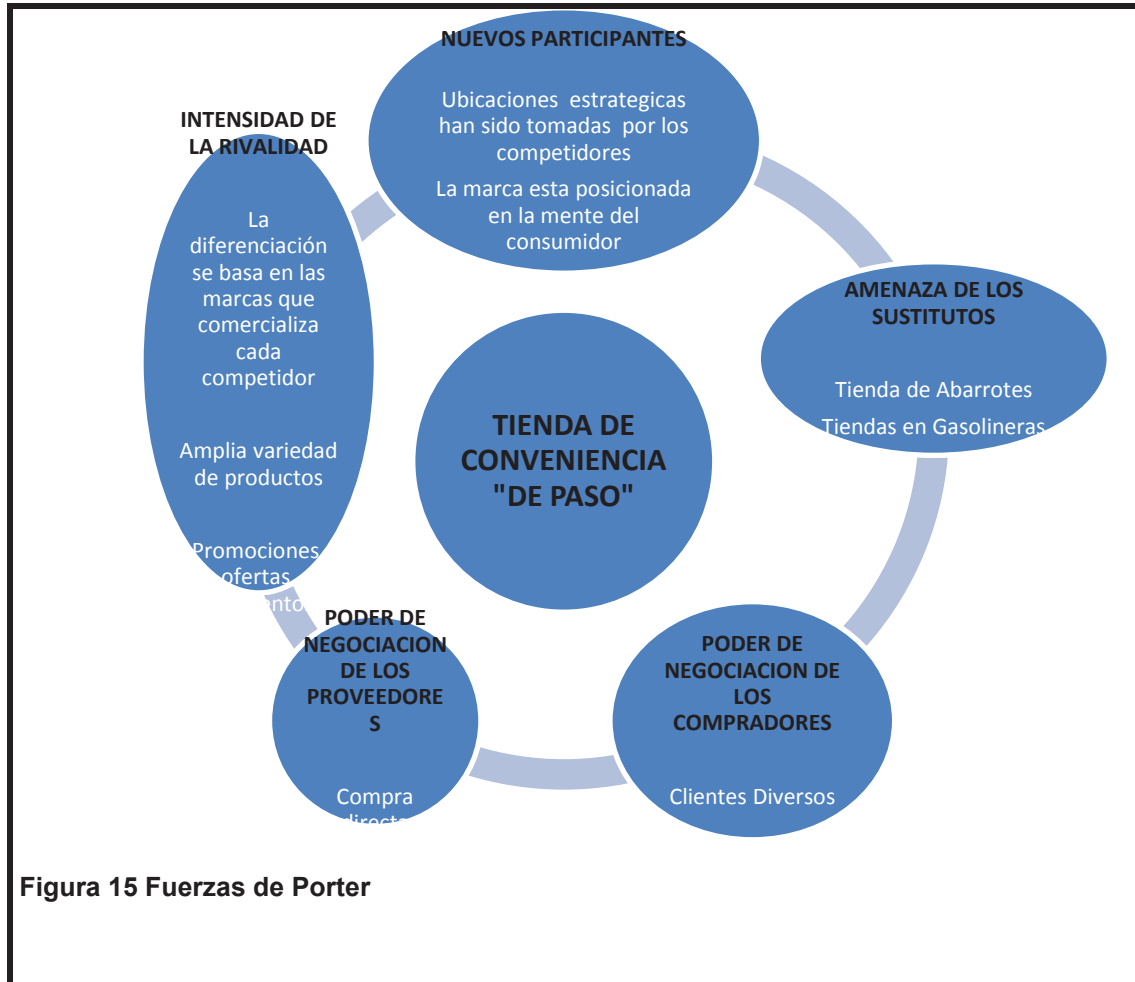 NUEVOS PARTICIPANTES
Ubicaciones estrategicas
han sido tomadas por los
competidores
La marca esta posicionada
en la mente del
consumidor
INTENSIDAD DE
LA RIVALIDAD
La
diferenciación
se basa en las
marcas que
comercializa
cada
competidor
Amplia variedad
de productos
Promociones,
ofertas,
AMENAZA DE LOS
SUSTITUTOS
Tienda de Abarrotes
Tiendas en Gasolineras
TIENDA DE
CONVENIENCIA
"DE PASO"
PODER DE
NEGOCIACION
DE LOS
PROVEEDORE
S
Compra
directa
PODER DE
NEGOCIACION DE
LOS
COMPRADORES
Clientes Diversos
Figura 15 Fuerzas de Porter